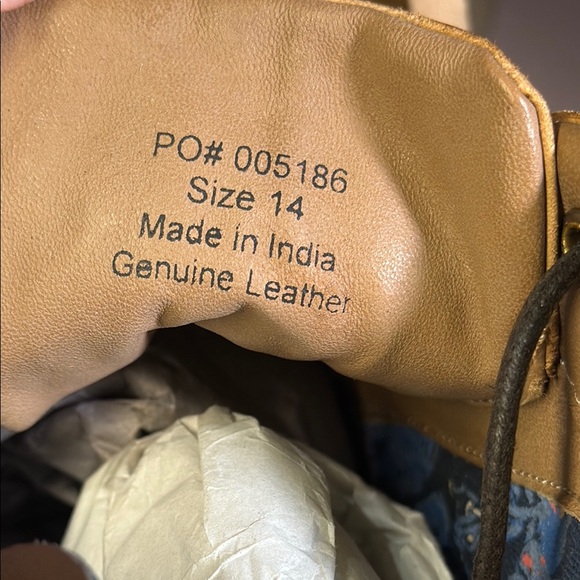 PO# 005186
Size 14
Made in India
Genuine Leather